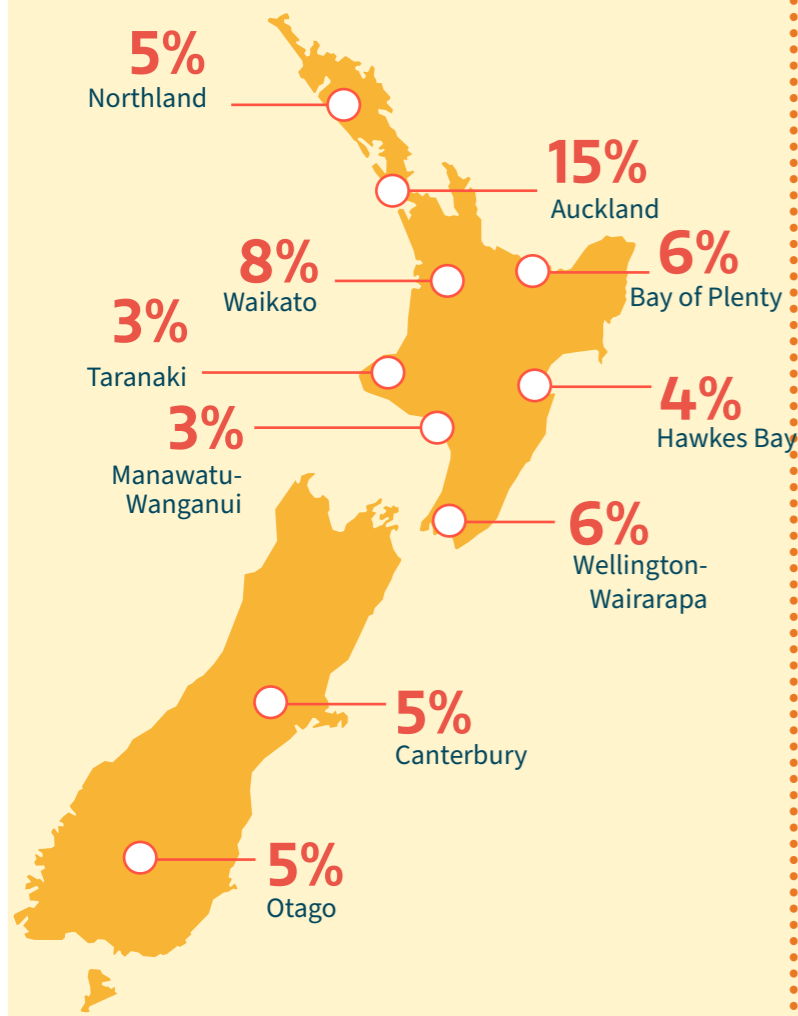 5%
Northland
15%
Auckland
8%
Waikato
6%
Bay of Plenty
3%
Taranaki
4%
Hawkes Bay
3%
Manawatu-
Wanganui
6%
Wellington-
Wairarapa
5%
Canterbury
5%
Otago